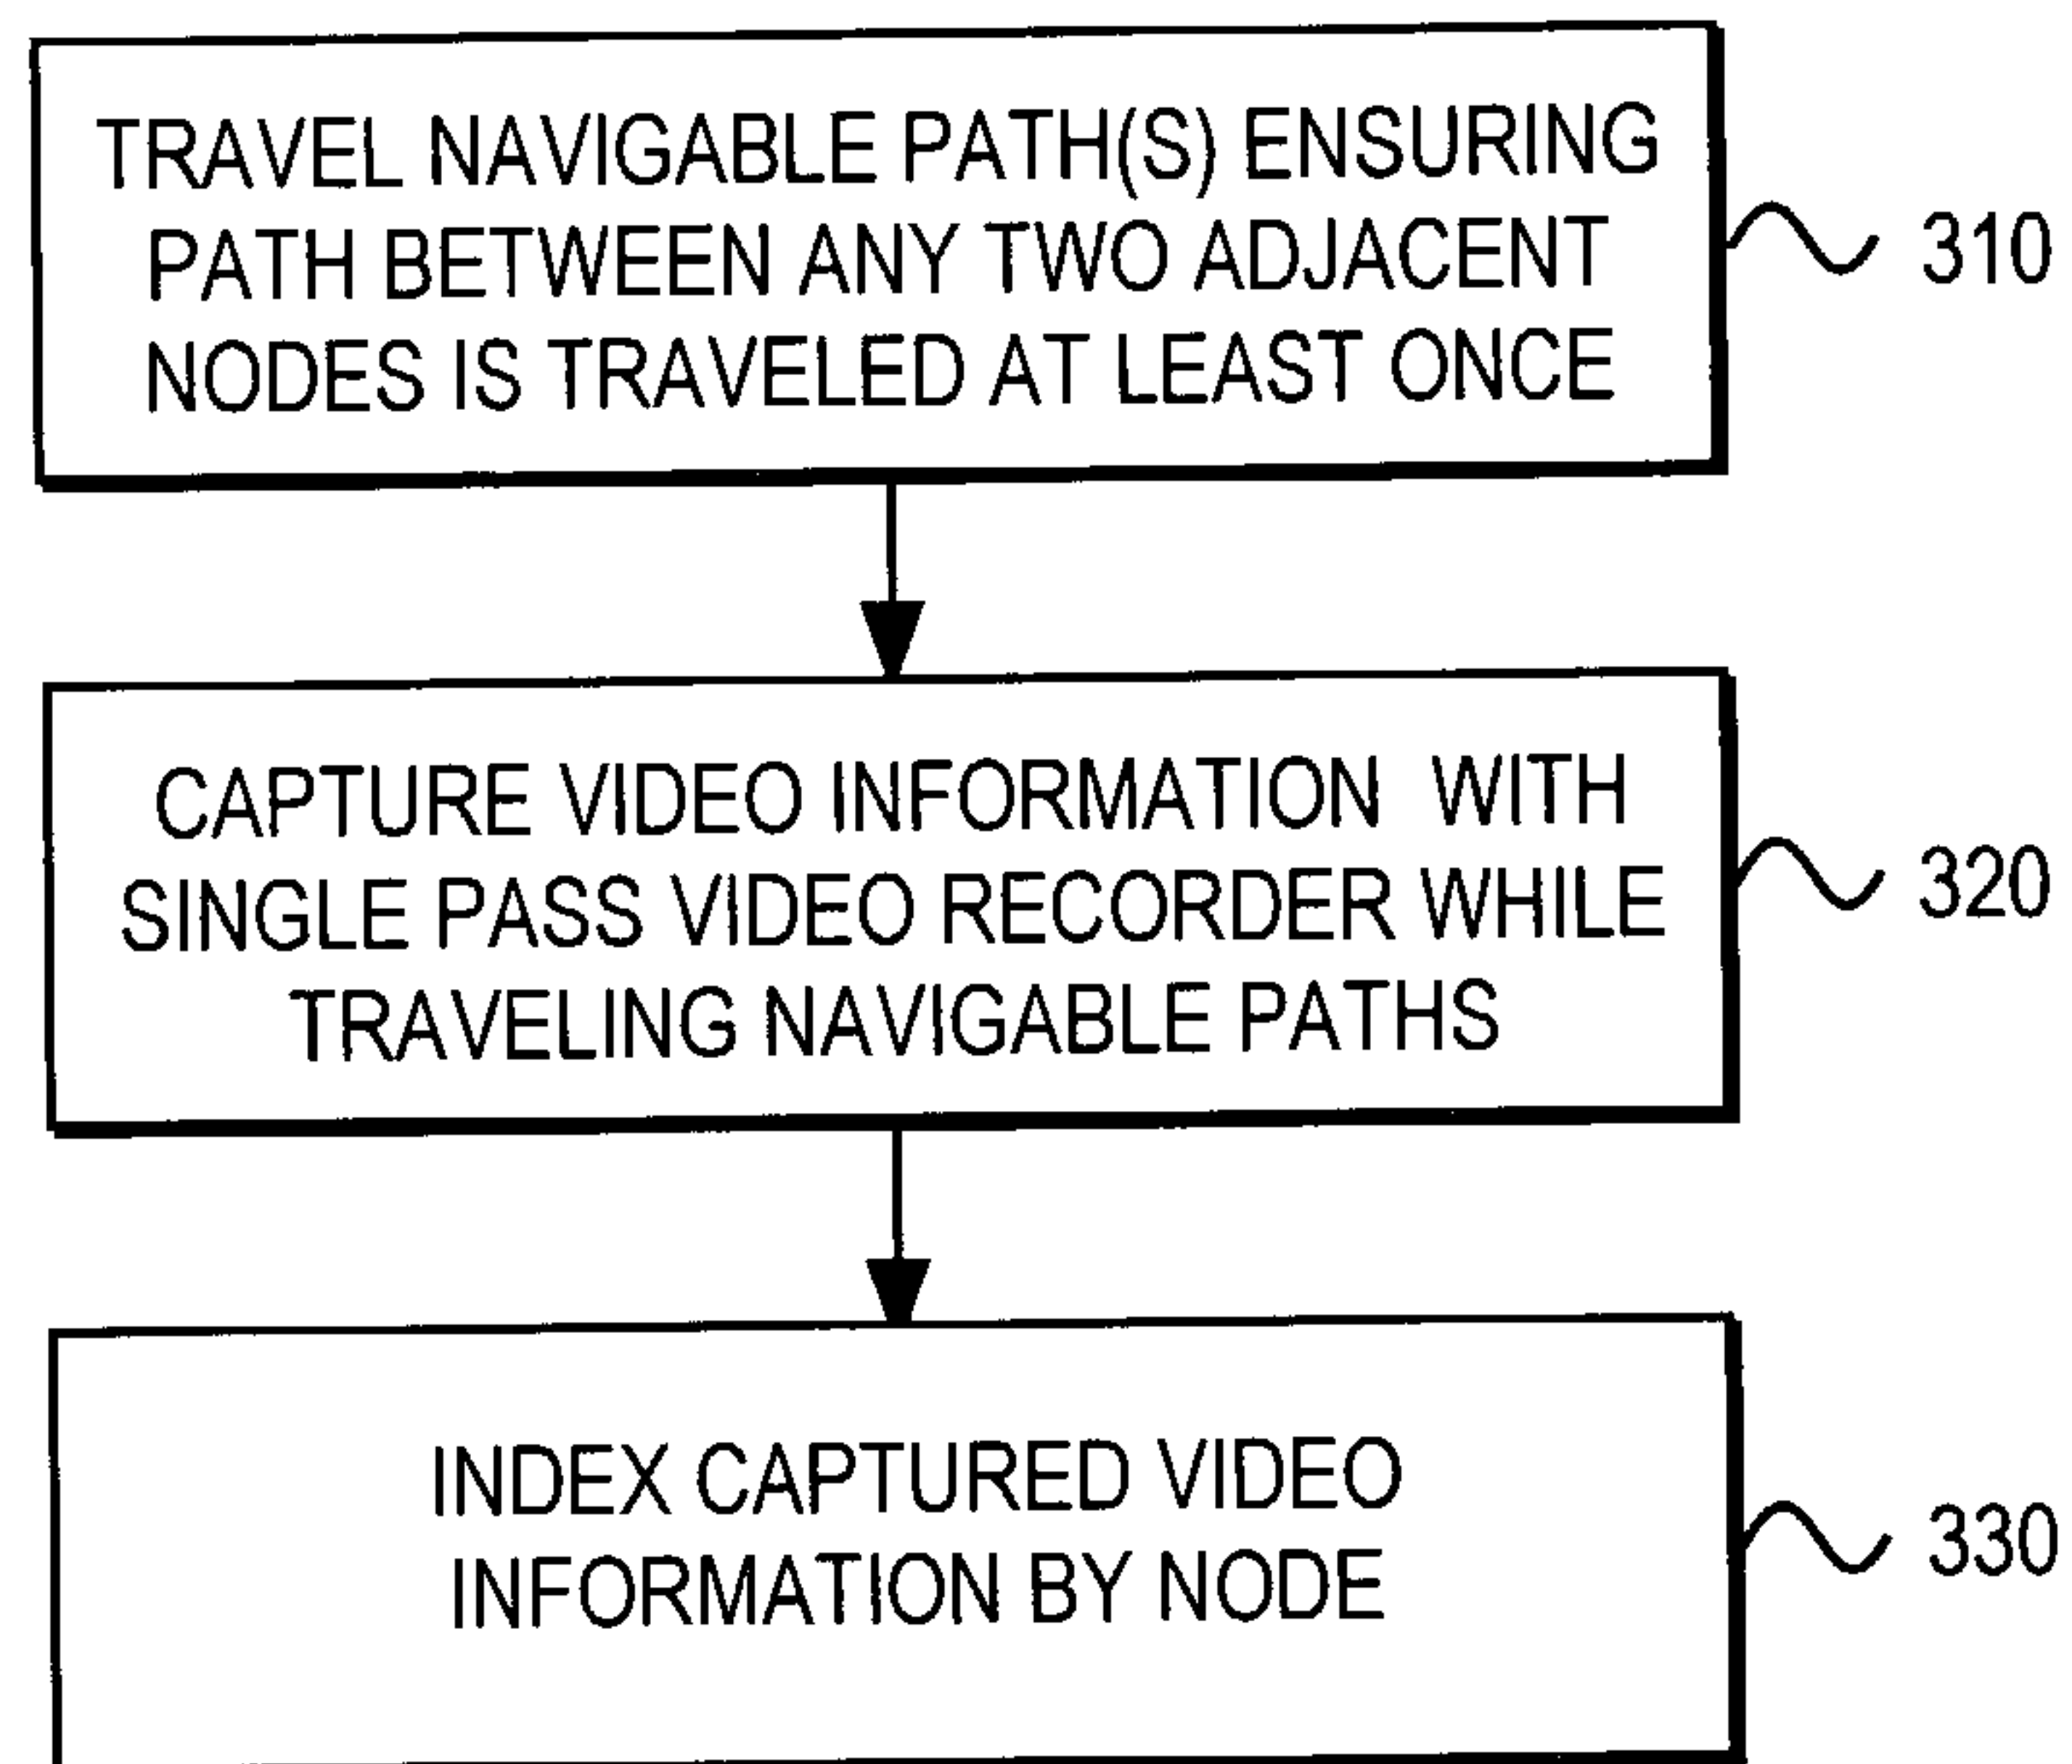 TRAVEL NAVIGABLE PATH(S) ENSURING
PATH BETWEEN ANY TWO ADJACENT
NODES IS TRAVELED AT LEAST ONCE
310
CAPTURE VIDEO INFORMATION WITH
SINGLE PASS VIDEO RECORDER WHILE
TRAVELING NAVIGABLE PATHS
320
INDEX CAPTURED VIDEO
INFORMATION BY NODE
330